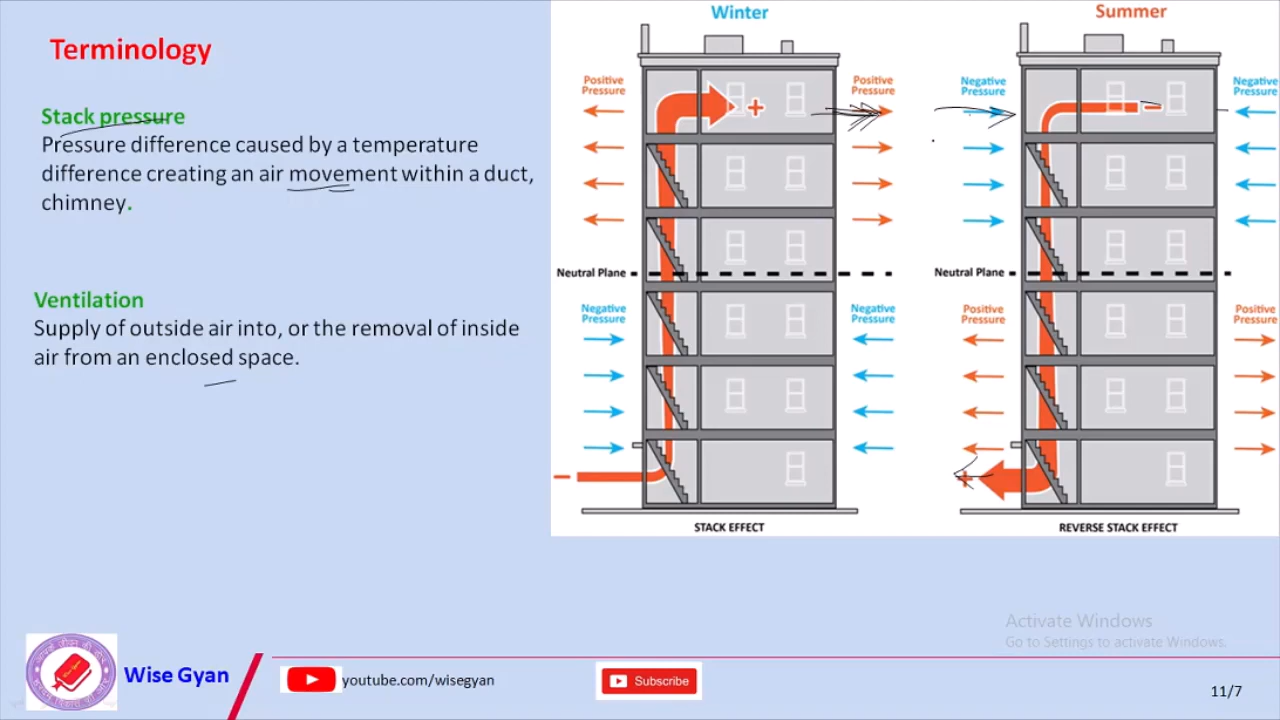 Terminology
Stack pressure
Pressure difference caused by a temperature
difference creating an air movement within a duct,
chimney.
Ventilation
Supply of outside air into, or the removal of inside
air from an enclosed space.
Winter
Positive
Pressure
Positive
Pressure
+
Neutral Plane
Negative
Pressure
Negative
Pressure
STACK EFFECT
Summer
Negative
Pressure
Negative
Pressure
Neutral Plane
Positive
Pressure
Positive
Pressure
+
REVERSE STACK EFFECT
Activate Windows
Go to Settings to activate Windows.
Wise Gyan
youtube.com/wisegyan
Subscribe
11/7